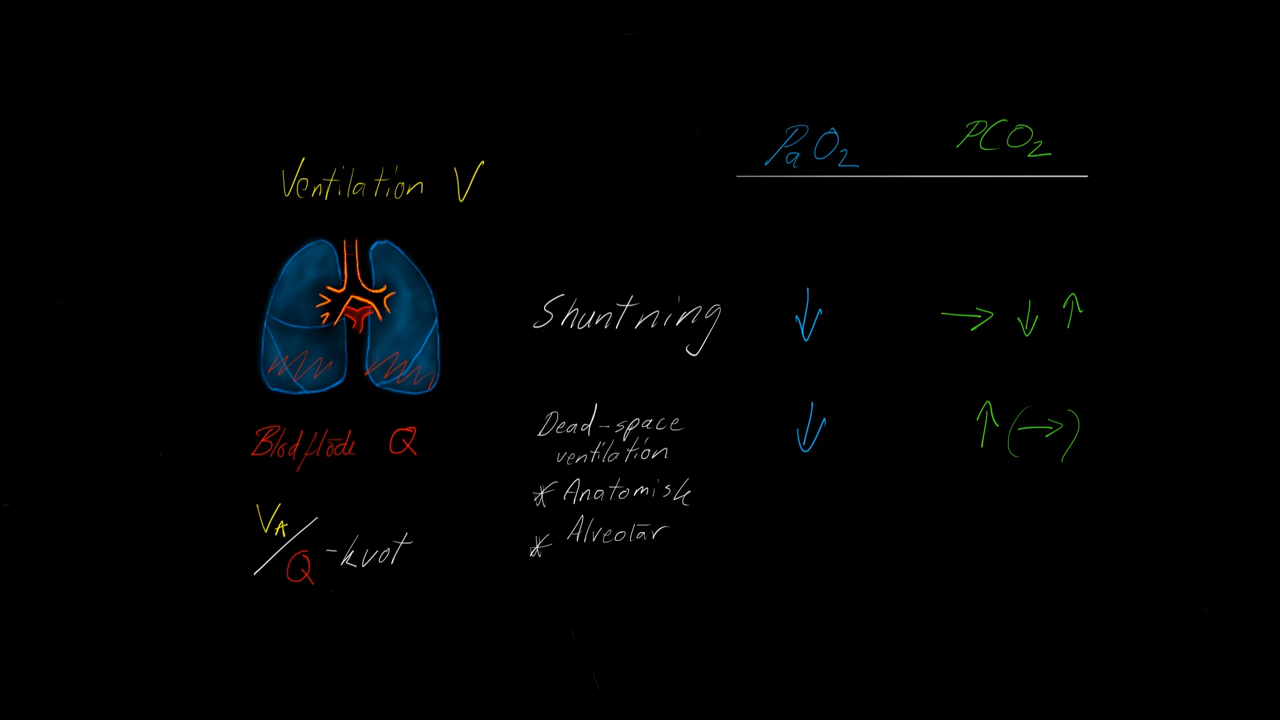 PaO2 PCO2
Ventilation V
Shuntning ↓ → ↓ ↑
Blodflöde Q
Dead-space ↓ ↑ (→)
ventilation
* Anatomisk
* Alveolär
VA/Q-kvot